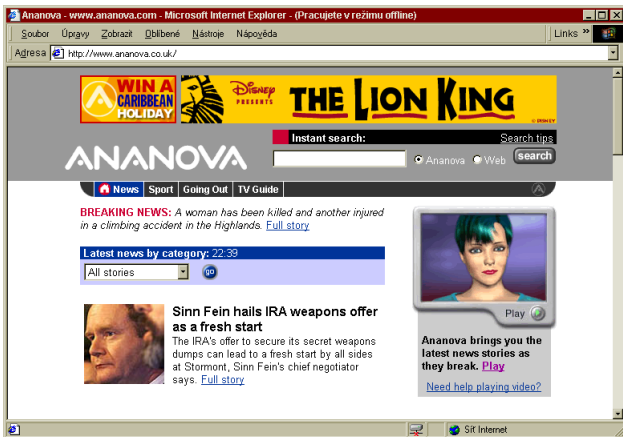 Ananova - www.ananova.com - Microsoft Internet Explorer - (Pracujete v režimu offline)
Soubor Úpravy Zobrazit Oblíbené Nástroje Nápověda Links »
Adresa http://www.ananova.co.uk/
WIN A
CARIBBEAN
HOLIDAY
DISNEP
PRESENTS
THE LION KING
© DISNEY
Instant search: Search tips
ANANOVA
Ananova Web search
News Sport Going Out TV Guide
BREAKING NEWS: A woman has been killed and another injured
in a climbing accident in the Highlands. Full story
Latest news by category: 22:39
All stories go
Sinn Fein hails IRA weapons offer
as a fresh start
The IRA's offer to secure its secret weapons
dumps can lead to a fresh start by all sides
at Stormont, Sinn Fein's chief negotiator
says. Full story
Play
Ananova brings you the
latest news stories as
they break. Play
Need help playing video?
Síť Internet